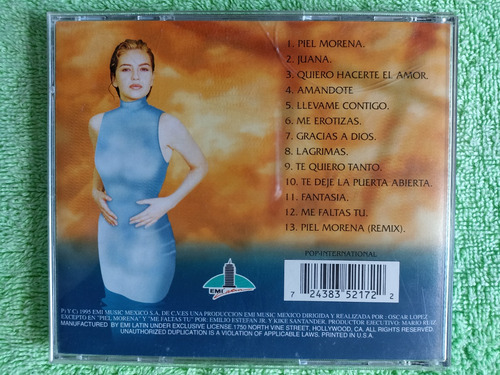 1. PIEL MORENA.
2. JUANA.
3. QUIERO HACERTE EL AMOR.
4. AMANDOTE
5. LLEVAME CONTIGO.
6. ME EROTIZAS.
7. GRACIAS A DIOS.
8. LAGRIMAS.
9. TE QUIERO TANTO.
10. TE DEJE LA PUERTA ABIERTA.
11. FANTASIA.
12. ME FALTAS TU.
13. PIEL MORENA (REMIX).
POP-INTERNATIONAL
EMI Latin
7 24383 52172 2
P) Y C) 1995 EMI MUSIC MEXICO S.A. DE C.V. ES UNA PRODUCCION EMI MUSIC MEXICO DIRIGIDA Y REALIZADA POR : OSCAR LOPEZ
EXCEPTO EN "PIEL MORENA" Y "ME FALTAS TU" POR: EMILIO ESTEFAN JR. Y KIKE SANTANDER. PRODUCTOR EJECUTIVO: MARIO RUIZ
MANUFACTURED BY EMI LATIN UNDER EXCLUSIVE LICENSE 1750 NORTH VINE STREET, HOLLYWOOD, CA. ALL RIGHTS RESERVED
UNAUTHORIZED DUPLICATION IS A VIOLATION OF APPLICABLE LAWS. PRINTED IN U.S.A.